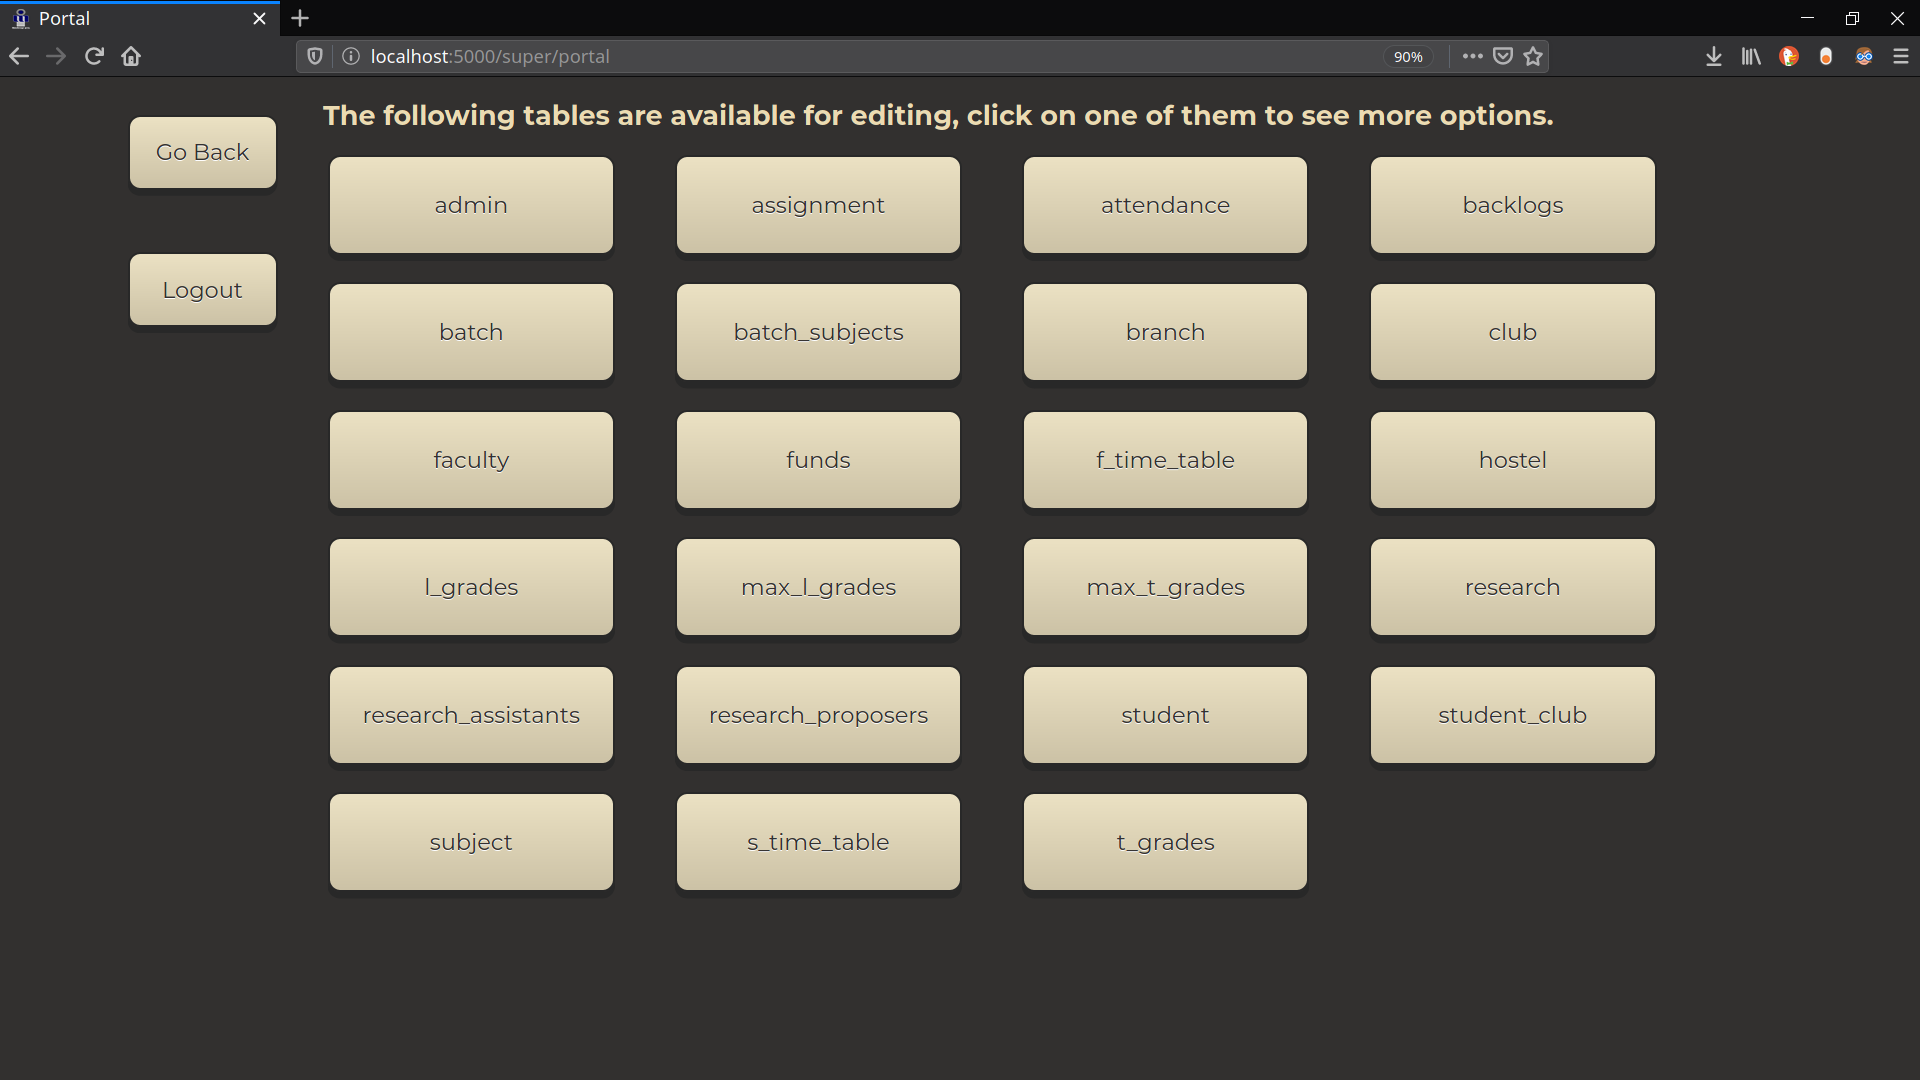 Portal
localhost:5000/super/portal
90%
The following tables are available for editing, click on one of them to see more options.
Go Back
Logout
admin
assignment
attendance
backlogs
batch
batch_subjects
branch
club
faculty
funds
f_time_table
hostel
l_grades
max_l_grades
max_t_grades
research
research_assistants
research_proposers
student
student_club
subject
s_time_table
t_grades